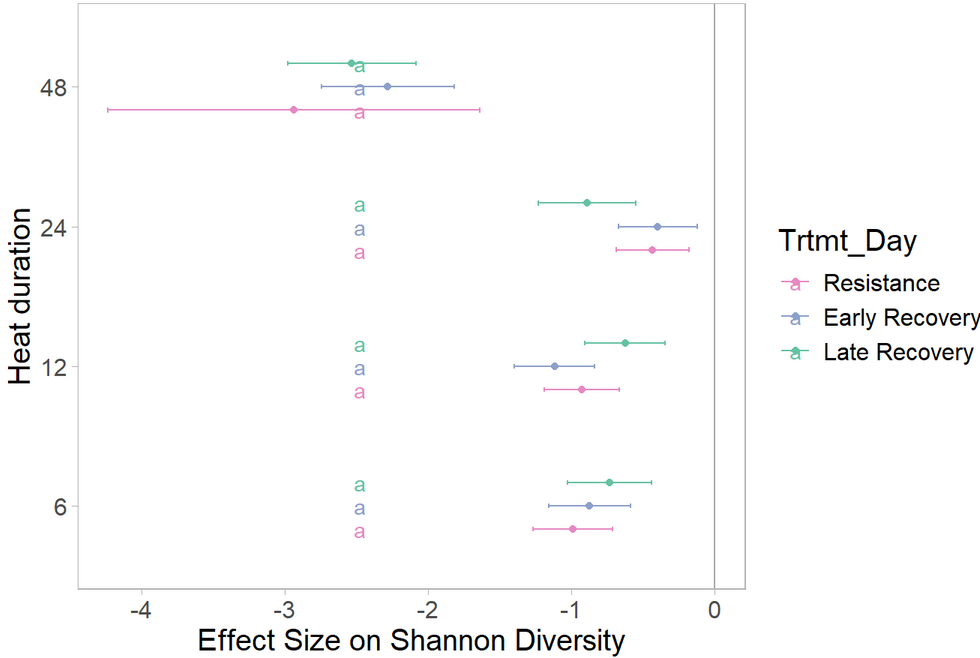 48
a
a
a
24
a
a
a
12
a
a
a
6
a
a
a
-4 -3 -2 -1 0
Effect Size on Shannon Diversity
Heat duration
Trtmt_Day
a Resistance
a Early Recovery
a Late Recovery